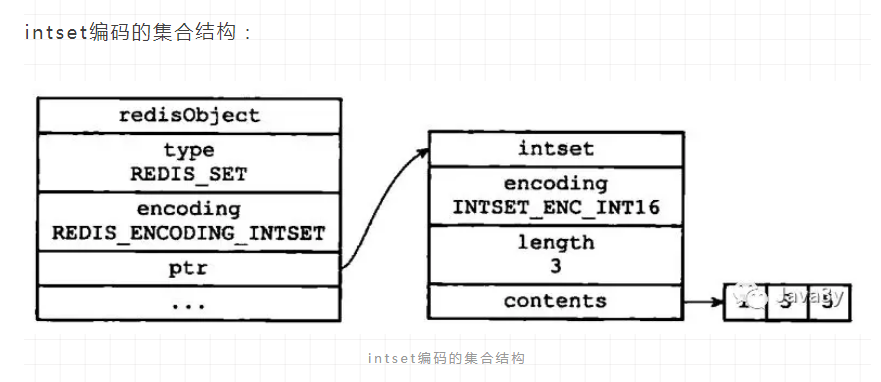 intset编码的集合结构：
redisObject
type
REDIS_SET
encoding
REDIS_ENCODING_INTSET
ptr
...
intset
encoding
INTSET_ENC_INT16
length
3
contents
1 3
Java3y
intset编码的集合结构